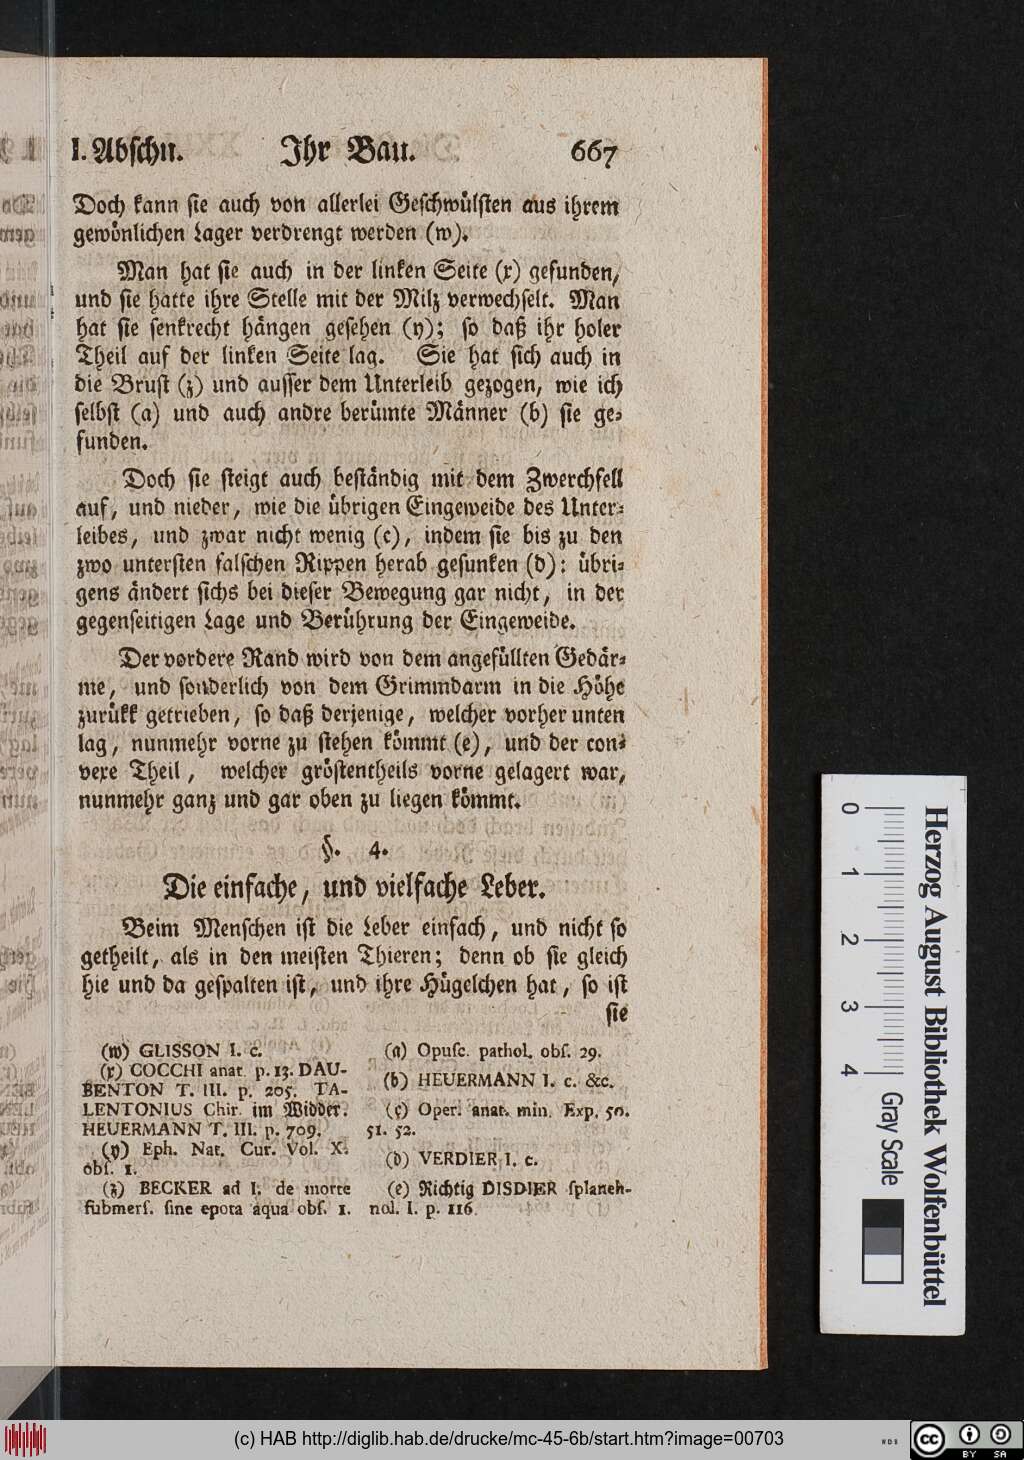 I. Abschn. Ihr Bau. 667
Doch kann sie auch von allerlei Geschwülsten aus ihrem
gewönlichen Lager verdrengt werden (w).
Man hat sie auch in der linken Seite (x) gefunden,
und sie hatte ihre Stelle mit der Milz verwechselt. Man
hat sie senkrecht hängen gesehen (y); so daß ihr holer
Theil auf der linken Seite lag. Sie hat sich auch in
die Brust (z) und ausser dem Unterleib gezogen, wie ich
selbst (a) und auch andre berümte Männer (b) sie ge-
funden.
Doch sie steigt auch beständig mit dem Zwerchfell
auf, und nieder, wie die übrigen Eingeweide des Unter-
leibes, und zwar nicht wenig (c), indem sie bis zu den
zwo untersten falschen Rippen herab gesunken (d): übri-
gens ändert sichs bei dieser Bewegung gar nicht, in der
gegenseitigen Lage und Berührung der Eingeweide.
Der vordere Rand wird von dem angefüllten Gedär-
me, und sonderlich von dem Grimmdarm in die Höhe
zurükk getrieben, so daß derjenige, welcher vorher unten
lag, nunmehr vorne zu stehen kömmt (e), und der con-
vexe Theil, welcher gröstentheils vorne gelagert war,
nunmehr ganz und gar oben zu liegen kömmt.
§. 4.
Die einfache, und vielfache Leber.
Beim Menschen ist die Leber einfach, und nicht so
getheilt, als in den meisten Thieren; denn ob sie gleich
hie und da gespalten ist, und ihre Hügelchen hat, so ist
sie
(w) GLISSON l. c.
(x) COCCHI anat. p. 13. DAU-
BENTON T. III. p. 205. TA-
LENTONIUS Chir. im Widder.
HEUERMANN T. III. p. 709.
(y) Eph. Nat. Cur. Vol. X.
obs. 1.
(z) BECKER ad l. de morte
submers. sine epota aqua obs. 1.
(a) Opusc. pathol. obs. 29.
(b) HEUERMANN l. c. &c.
(c) Oper. anat. min. Exp. 50.
51. 52.
(d) VERDIER l. c.
(e) Richtig DISDIER splaneh-
nol. I. p. 116.
0 1 2 3 4 Gray Scale
Herzog August Bibliothek Wolfenbüttel
(c) HAB http://diglib.hab.de/drucke/mc-45-6b/start.htm?image=00703
cc BY SA